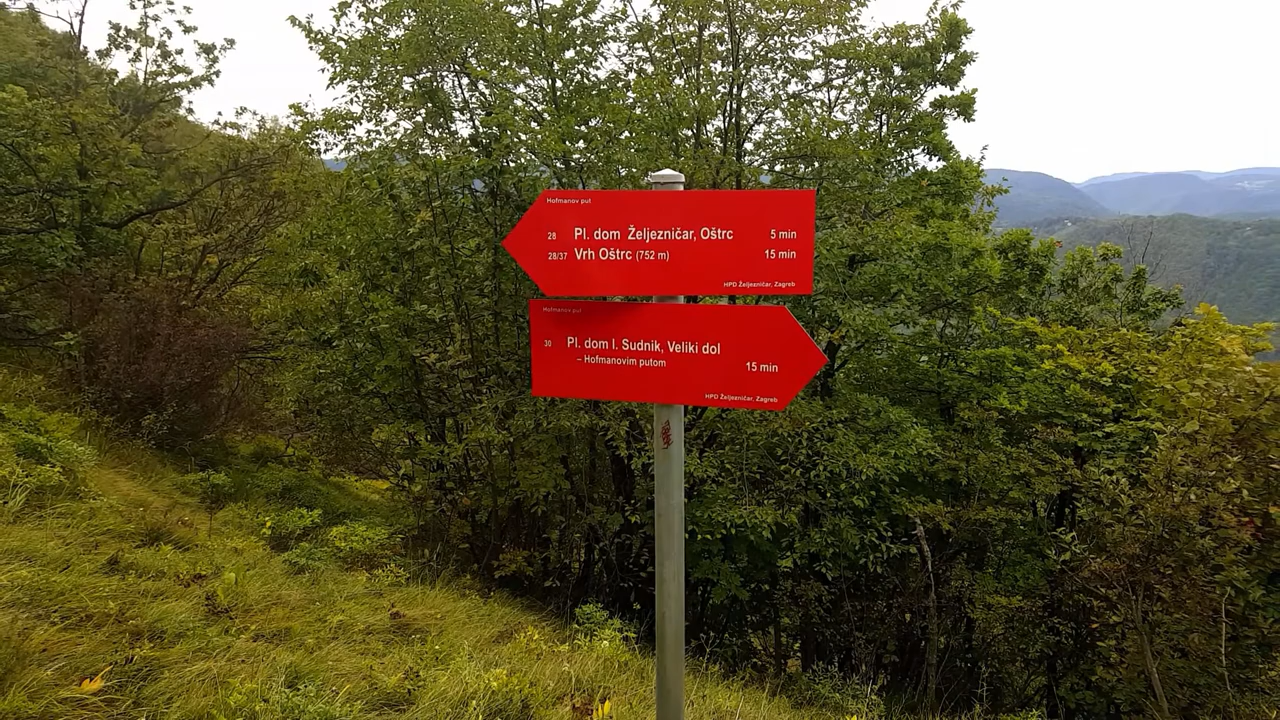 Hofmanov put
28 Pl. dom Željezničar, Oštrc 5 min
28/37 Vrh Oštrc (752 m) 15 min
HPD Željezničar, Zagreb
Hofmanov put
30 Pl. dom I. Sudnik, Veliki dol
– Hofmanovim putom 15 min
HPD Željezničar, Zagreb